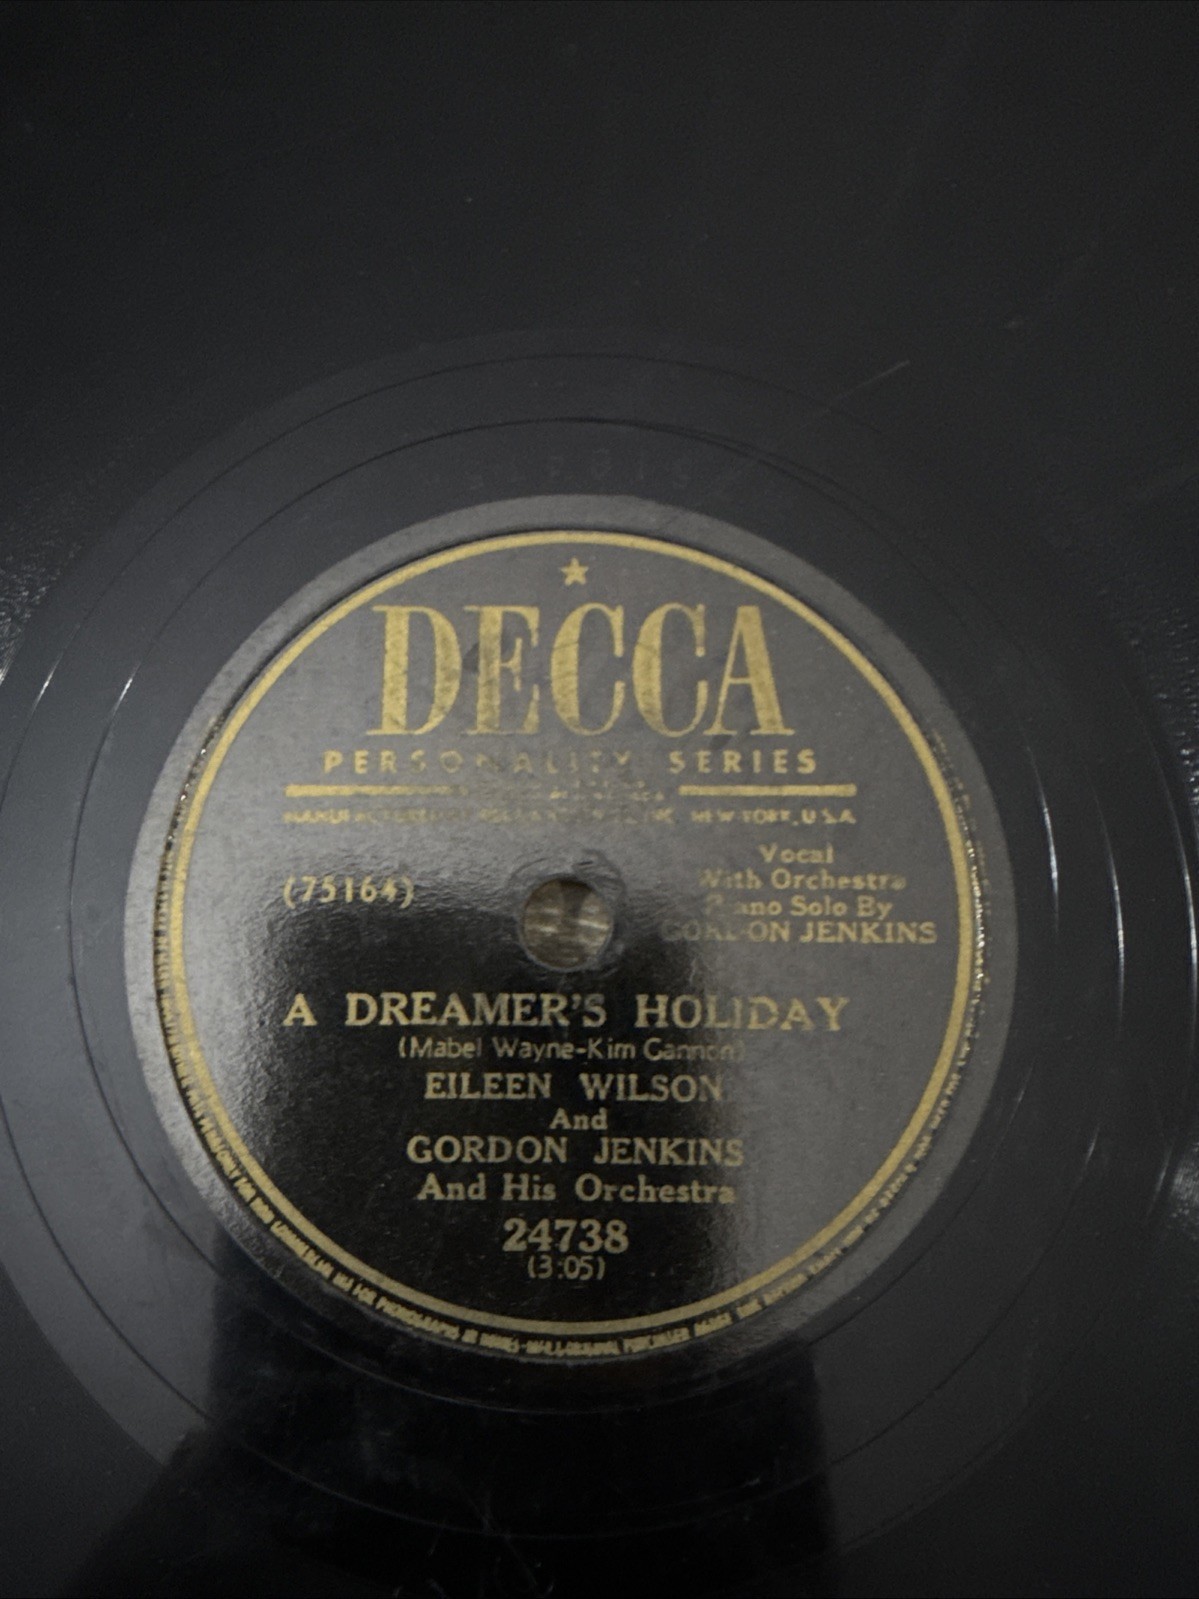 DECCA
PERSONALITY SERIES
NEW YORK, U.S.A.
Vocal
With Orchestra
Piano Solo By
GORDON JENKINS
(75164)
A DREAMER'S HOLIDAY
(Mabel Wayne-Kim Gannon)
EILEEN WILSON
And
GORDON JENKINS
And His Orchestra
24738
(3:05)